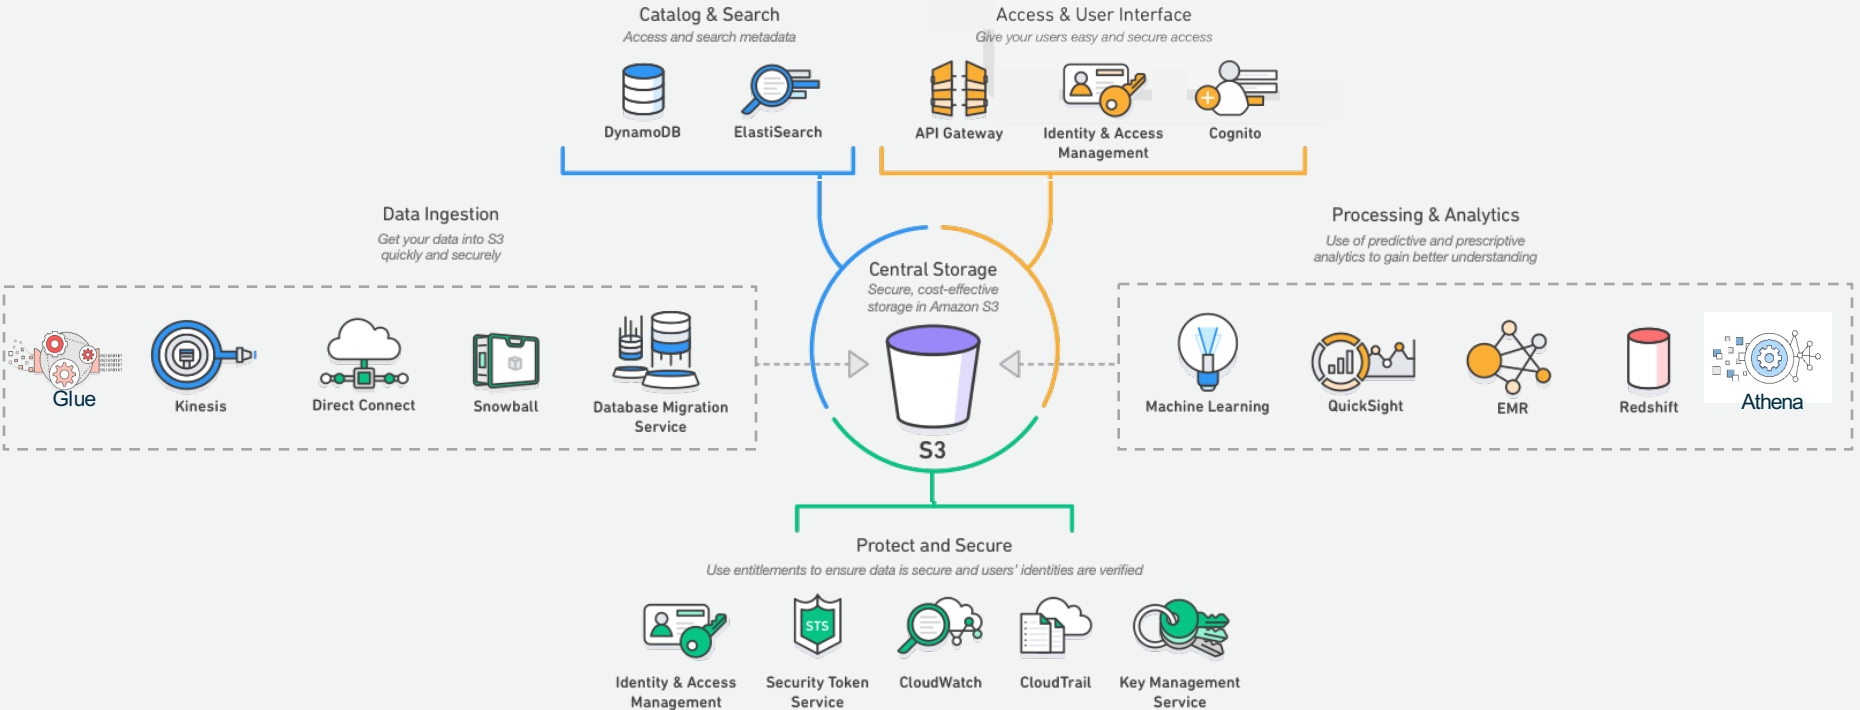 Catalog & Search
Access and search metadata
DynamoDB
ElastiSearch
Access & User Interface
Give your users easy and secure access
API Gateway
Identity & Access
Management
Cognito
Data Ingestion
Get your data into S3
quickly and securely
Glue
Kinesis
Direct Connect
Snowball
Database Migration
Service
Central Storage
Secure, cost-effective
storage in Amazon S3
S3
Processing & Analytics
Use of predictive and prescriptive
analytics to gain better understanding
Machine Learning
QuickSight
EMR
Redshift
Athena
Protect and Secure
Use entitlements to ensure data is secure and users' identities are verified
Identity & Access
Management
STS
Security Token
Service
CloudWatch
CloudTrail
Key Management
Service